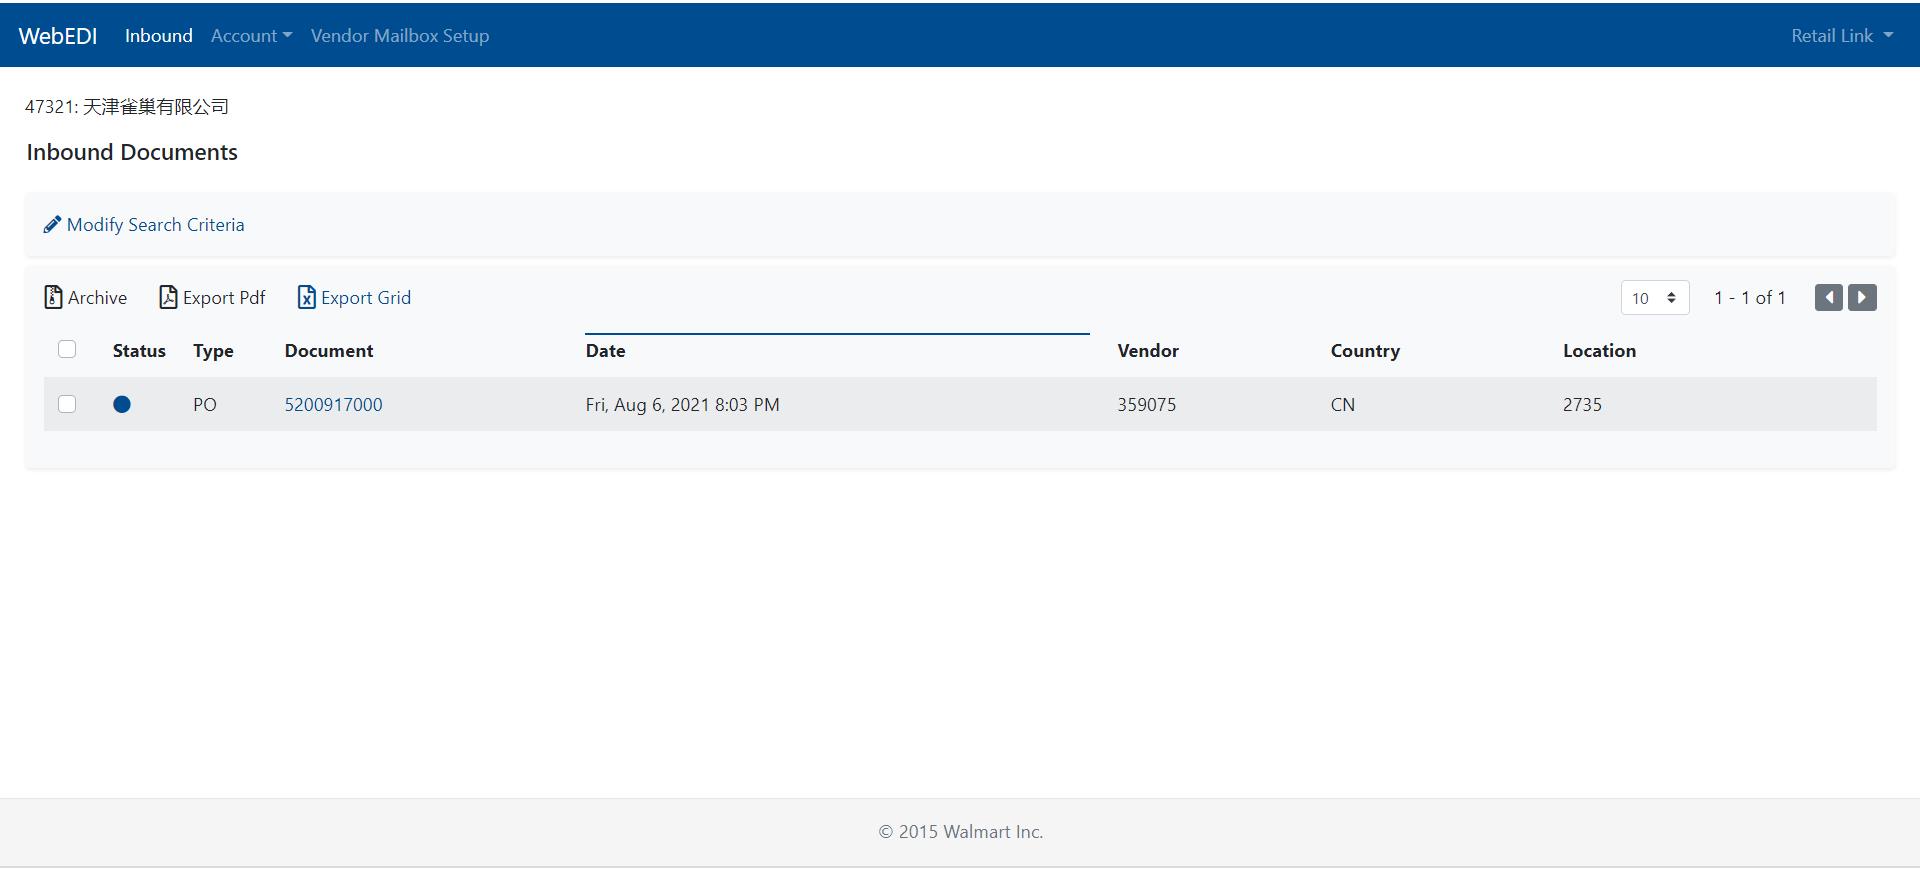 WebEDI Inbound Account Vendor Mailbox Setup Retail Link
47321: 天津雀巢有限公司
Inbound Documents
Modify Search Criteria
Archive Export Pdf Export Grid 10 1 - 1 of 1
Status Type Document Date Vendor Country Location
PO 5200917000 Fri, Aug 6, 2021 8:03 PM 359075 CN 2735
© 2015 Walmart Inc.